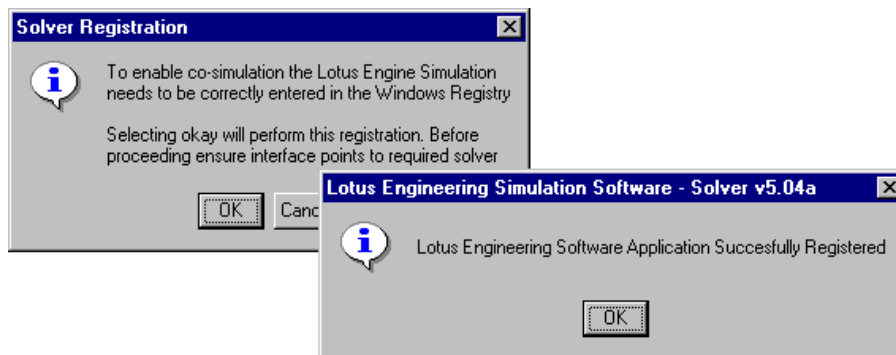 Solver Registration
To enable co-simulation the Lotus Engine Simulation
needs to be correctly entered in the Windows Registry
Selecting okay will perform this registration. Before
proceeding ensure interface points to required solver
OK
Lotus Engineering Simulation Software - Solver v5.04a
Lotus Engineering Software Application Succesfully Registered
OK